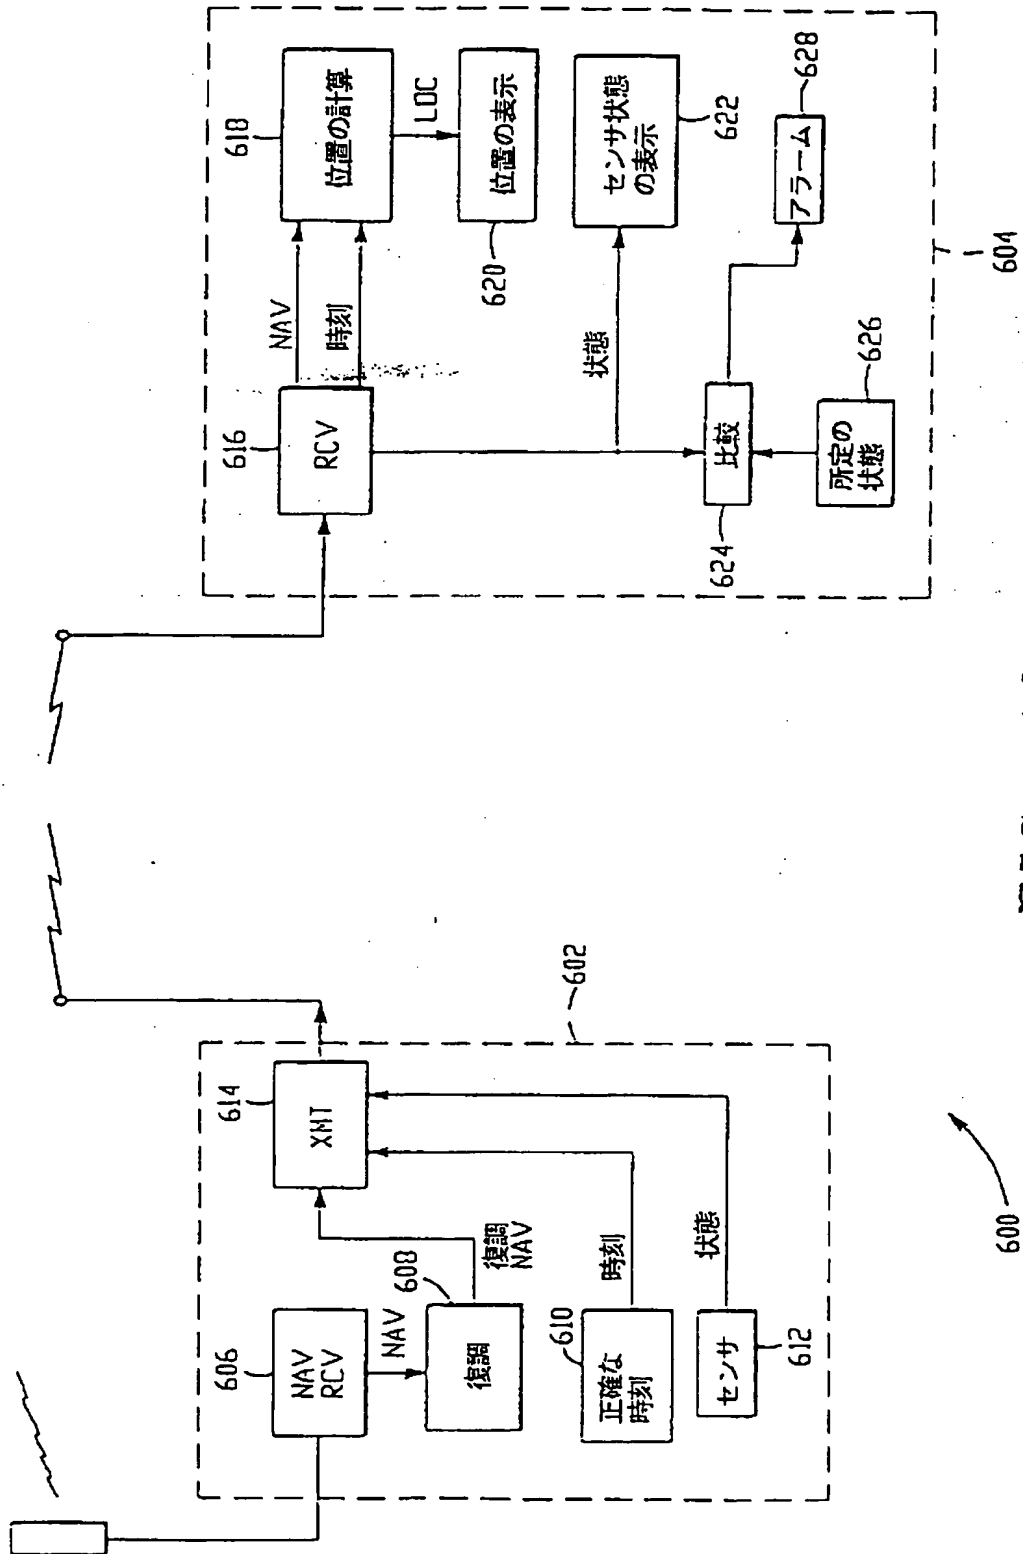 606
NAV
RCV
NAV
608
復調
復調
NAV
610
正確な
時刻
時刻
612
センサ
状態
614
XMT
602
616
RCV
NAV
時刻
618
位置の計算
LOC
620
位置の表示
状態
センサ状態
の表示
622
624
比較
所定の
状態
626
アラーム
628
604
600